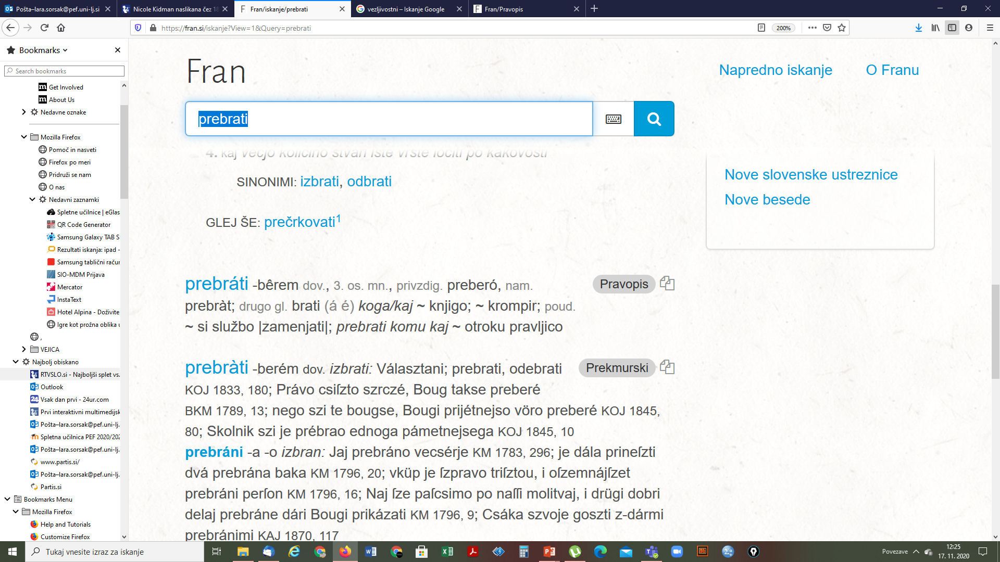 Pošta–lara.sorsak@pef.uni-lj.si
Nicole Kidman naslikana čez 18
Fran/iskanje/prebrati
vezljivostni – Iskanje Google
Fran/Pravopis
https://fran.si/iskanje?View=1&Query=prebrati
200%
Bookmarks
Search bookmarks
Get Involved
About Us
Nedavne oznake
Mozilla Firefox
Pomoč in nasveti
Firefox po meri
Pridruži se nam
O nas
Nedavni zaznamki
Spletne učilnice | eGlas
QR Code Generator
Samsung Galaxy TAB S
Rezultati iskanja: ipad -
Samsung tablični račur
SIO-MDM Prijava
Mercator
InstaText
Hotel Alpina - Doživite
Igre kot prožna oblika u
,
VEJICA
Najbolj obiskano
RTVSLO.si - Najboljši splet vs.
Outlook
Vsak dan prvi - 24ur.com
Prvi interaktivni multimedijsk
Pošta–lara.sorsak@pef.uni-lj.
Spletna učilnica PEF 2020/202
Pošta–lara.sorsak@pef.uni-lj.
www.partis.si/
Pošta–lara.sorsak@pef.uni-lj.
Partis.si
Bookmarks Menu
Mozilla Firefox
Help and Tutorials
Customize Firefox
Fran
Napredno iskanje
O Franu
prebrati
4. kaj večjo količino stvari iste vrste ločiti po kakovosti
SINONIMI: izbrati, odbrati
GLEJ ŠE: prečrkovati1
Nove slovenske ustreznice
Nove besede
prebráti -bêrem dov., 3. os. mn., privzdig. preberó, nam.
Pravopis
prebràt; drugo gl. brati (á é) koga/kaj ~ knjigo; ~ krompir; poud.
~ si službo |zamenjati|; prebrati komu kaj ~ otroku pravljico
prebràti -berém dov. izbrati: Választani; prebrati, odebrati
Prekmurski
KOJ 1833, 180; Právo csiſzto szrczé, Boug takse preberé
BKM 1789, 13; nego szi te bougse, Bougi prijétnejso vöro preberé KOJ 1845,
80; Skolnik szi je prébrao ednoga pámetnejsega KOJ 1845, 10
prebráni -a -o izbran: Jaj prebráno vecsérje KM 1783, 296; je dála prineſzti
dvá prebrána baka KM 1796, 20; vküp je ſzpravo triſztou, i oſzemnájſzet
prebráni perſon KM 1796, 16; Naj ſze paſcsimo po naſſi molitvaj, i drügi dobri
delaj prebráne dári Bougi prikázati KM 1796, 9; Csáka szvoje goszti z-dármi
prebránimi KAJ 1870, 117
Tukaj vnesite izraz za iskanje
Povezave
12:25
17. 11. 2020